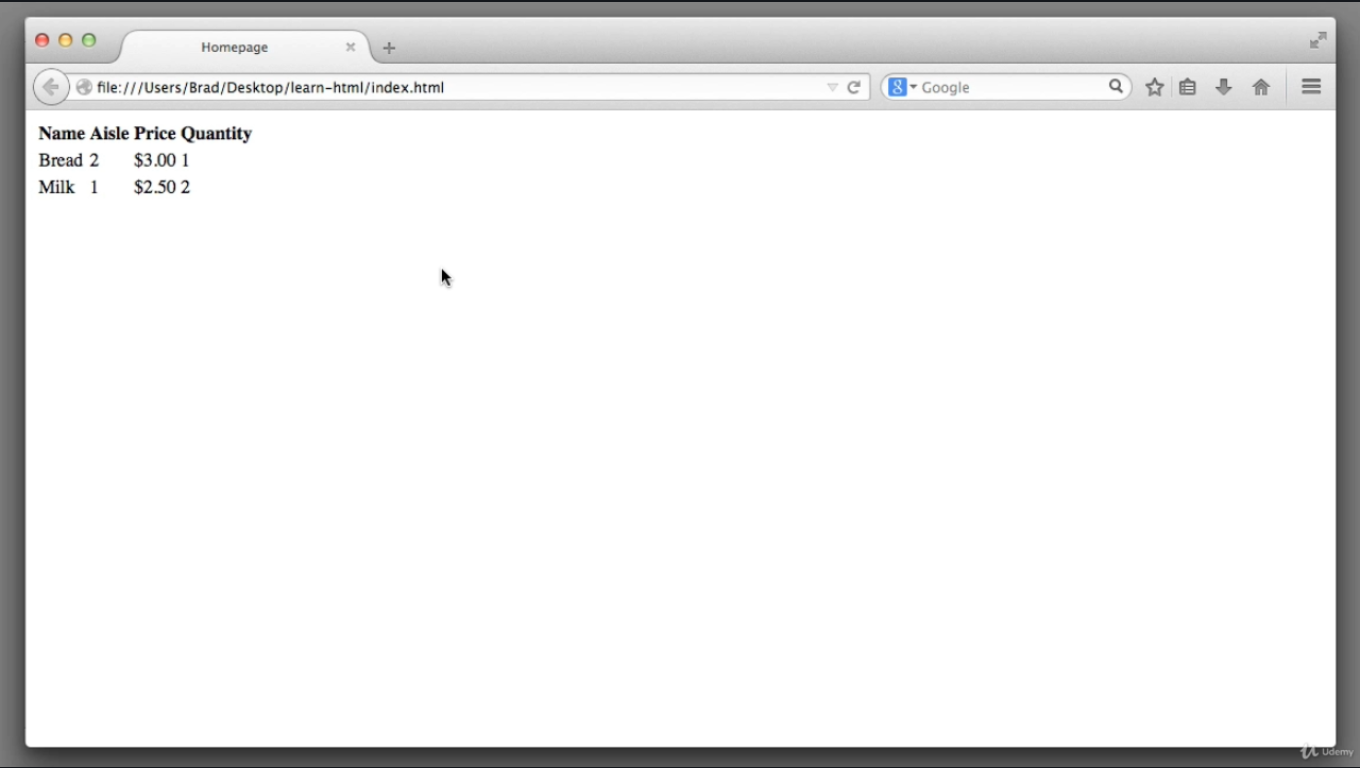 Homepage
file:///Users/Brad/Desktop/learn-html/index.html
8 Google
Name Aisle Price Quantity
Bread 2 $3.00 1
Milk 1 $2.50 2
Udemy